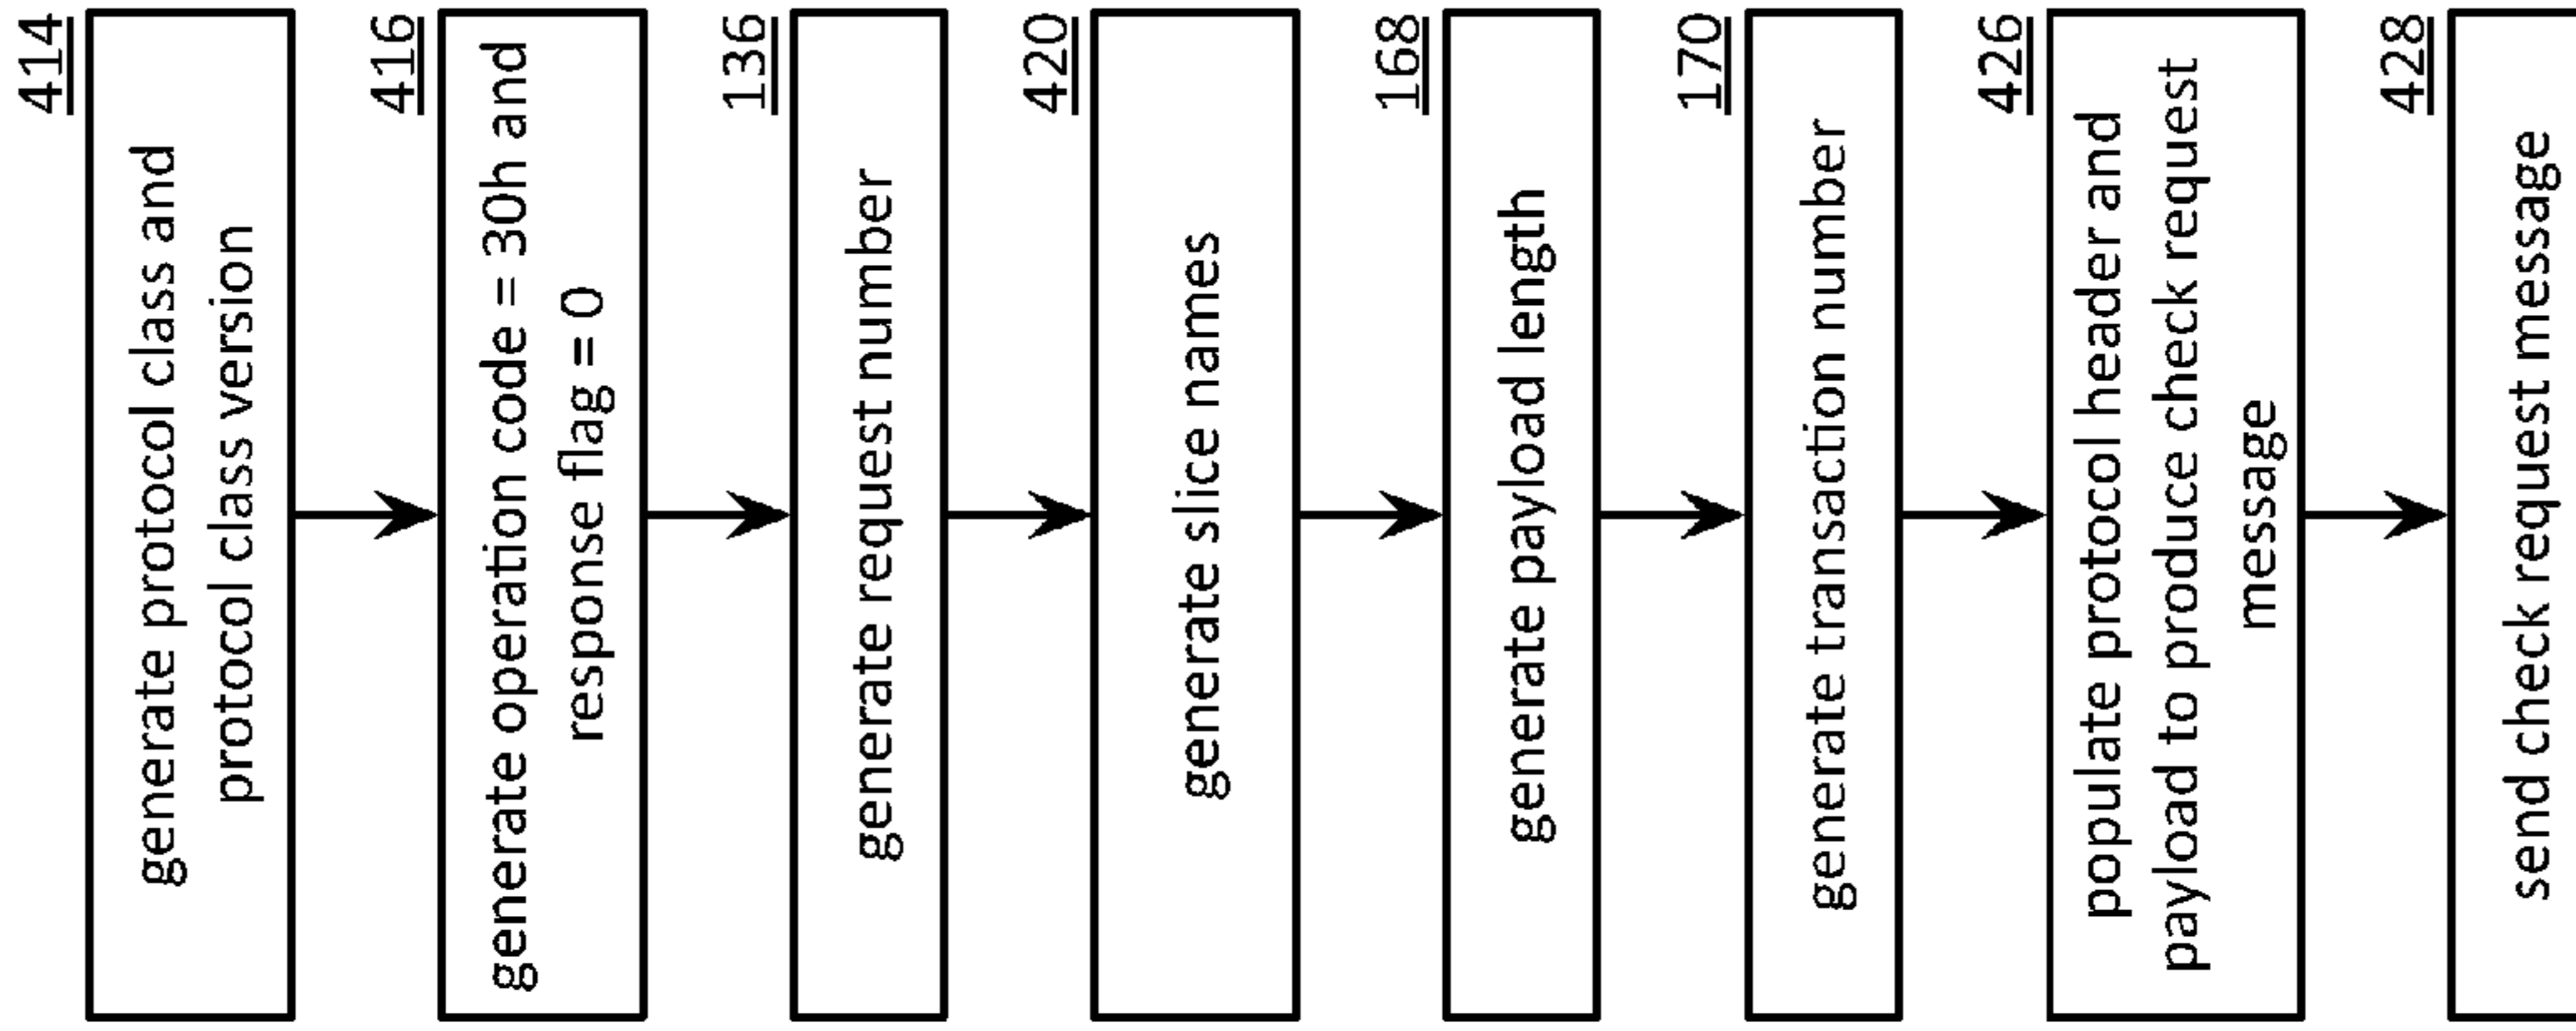 414
generate protocol class and
protocol class version
416
generate operation code = 30h and
response flag = 0
136
generate request number
420
generate slice names
168
generate payload length
170
generate transaction number
426
populate protocol header and
payload to produce check request
message
428
send check request message